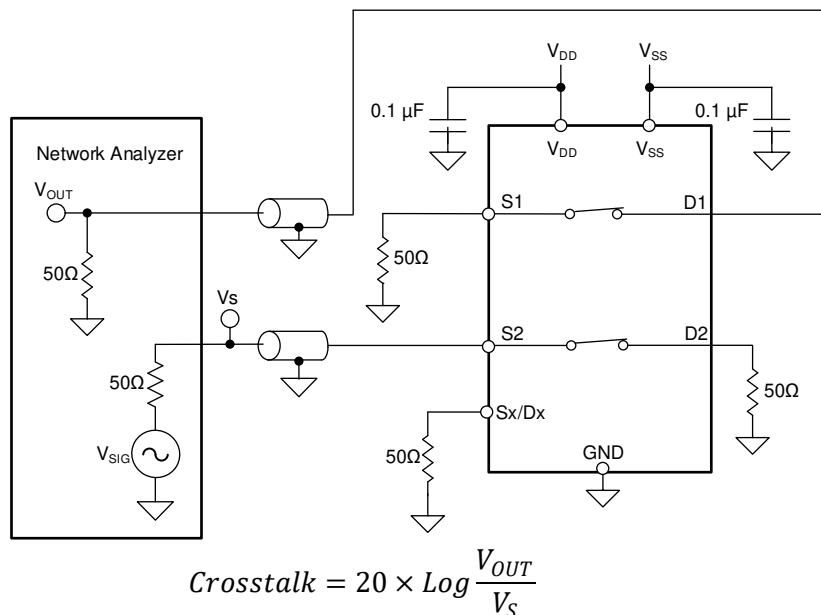 V_DD V_SS
0.1 µF 0.1 µF
Network Analyzer
V_DD V_SS
V_OUT
S1 D1
50Ω
50Ω
Vs
S2 D2
50Ω
50Ω
Sx/Dx
V_SIG
50Ω
GND
Crosstalk = 20 × Log V_OUT / V_S